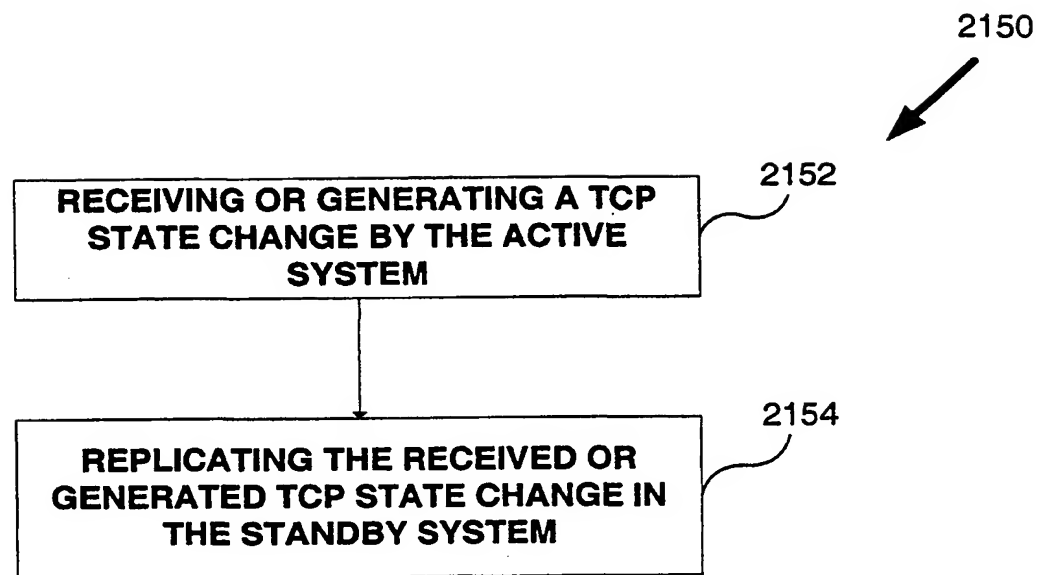 2150
2152
RECEIVING OR GENERATING A TCP
STATE CHANGE BY THE ACTIVE
SYSTEM
2154
REPLICATING THE RECEIVED OR
GENERATED TCP STATE CHANGE IN
THE STANDBY SYSTEM